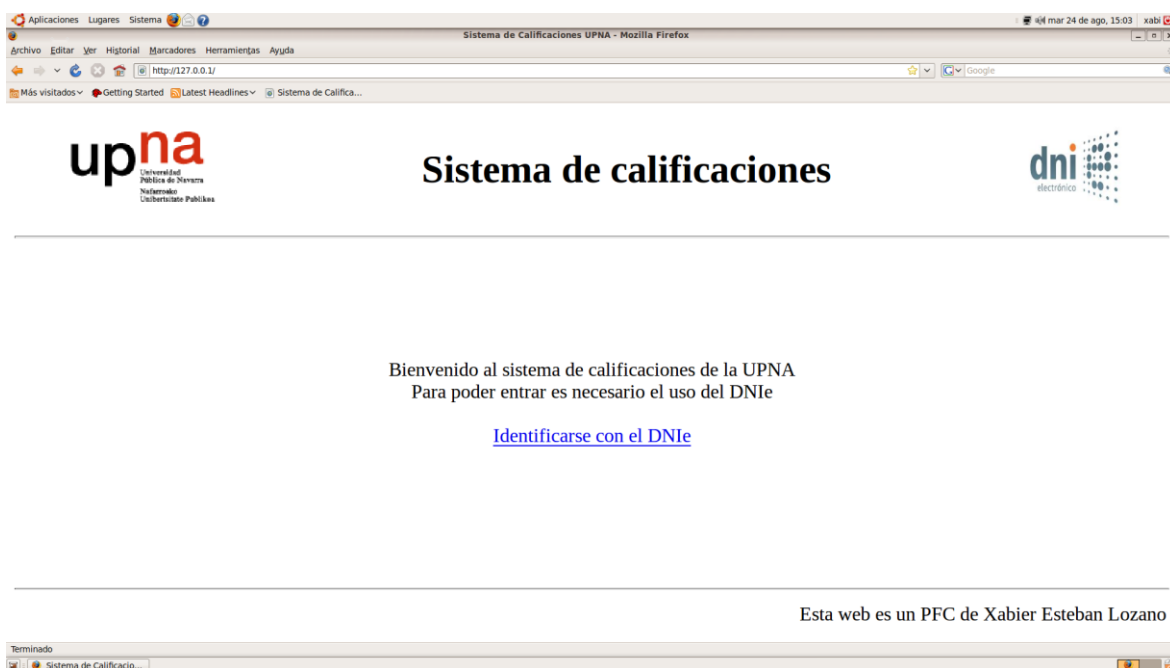 Aplicaciones Lugares Sistema mar 24 de ago, 15:03 xabi
Sistema de Calificaciones UPNA - Mozilla Firefox
Archivo Editar Ver Historial Marcadores Herramientas Ayuda
http://127.0.0.1/ Google
Más visitados Getting Started Latest Headlines Sistema de Califica...
upna
Universidad
Pública de Navarra
Nafarroako
Unibertsitate Publikoa
Sistema de calificaciones
dni
electrónico
Bienvenido al sistema de calificaciones de la UPNA
Para poder entrar es necesario el uso del DNIe
Identificarse con el DNIe
Esta web es un PFC de Xabier Esteban Lozano
Terminado
Sistema de Calificacio...